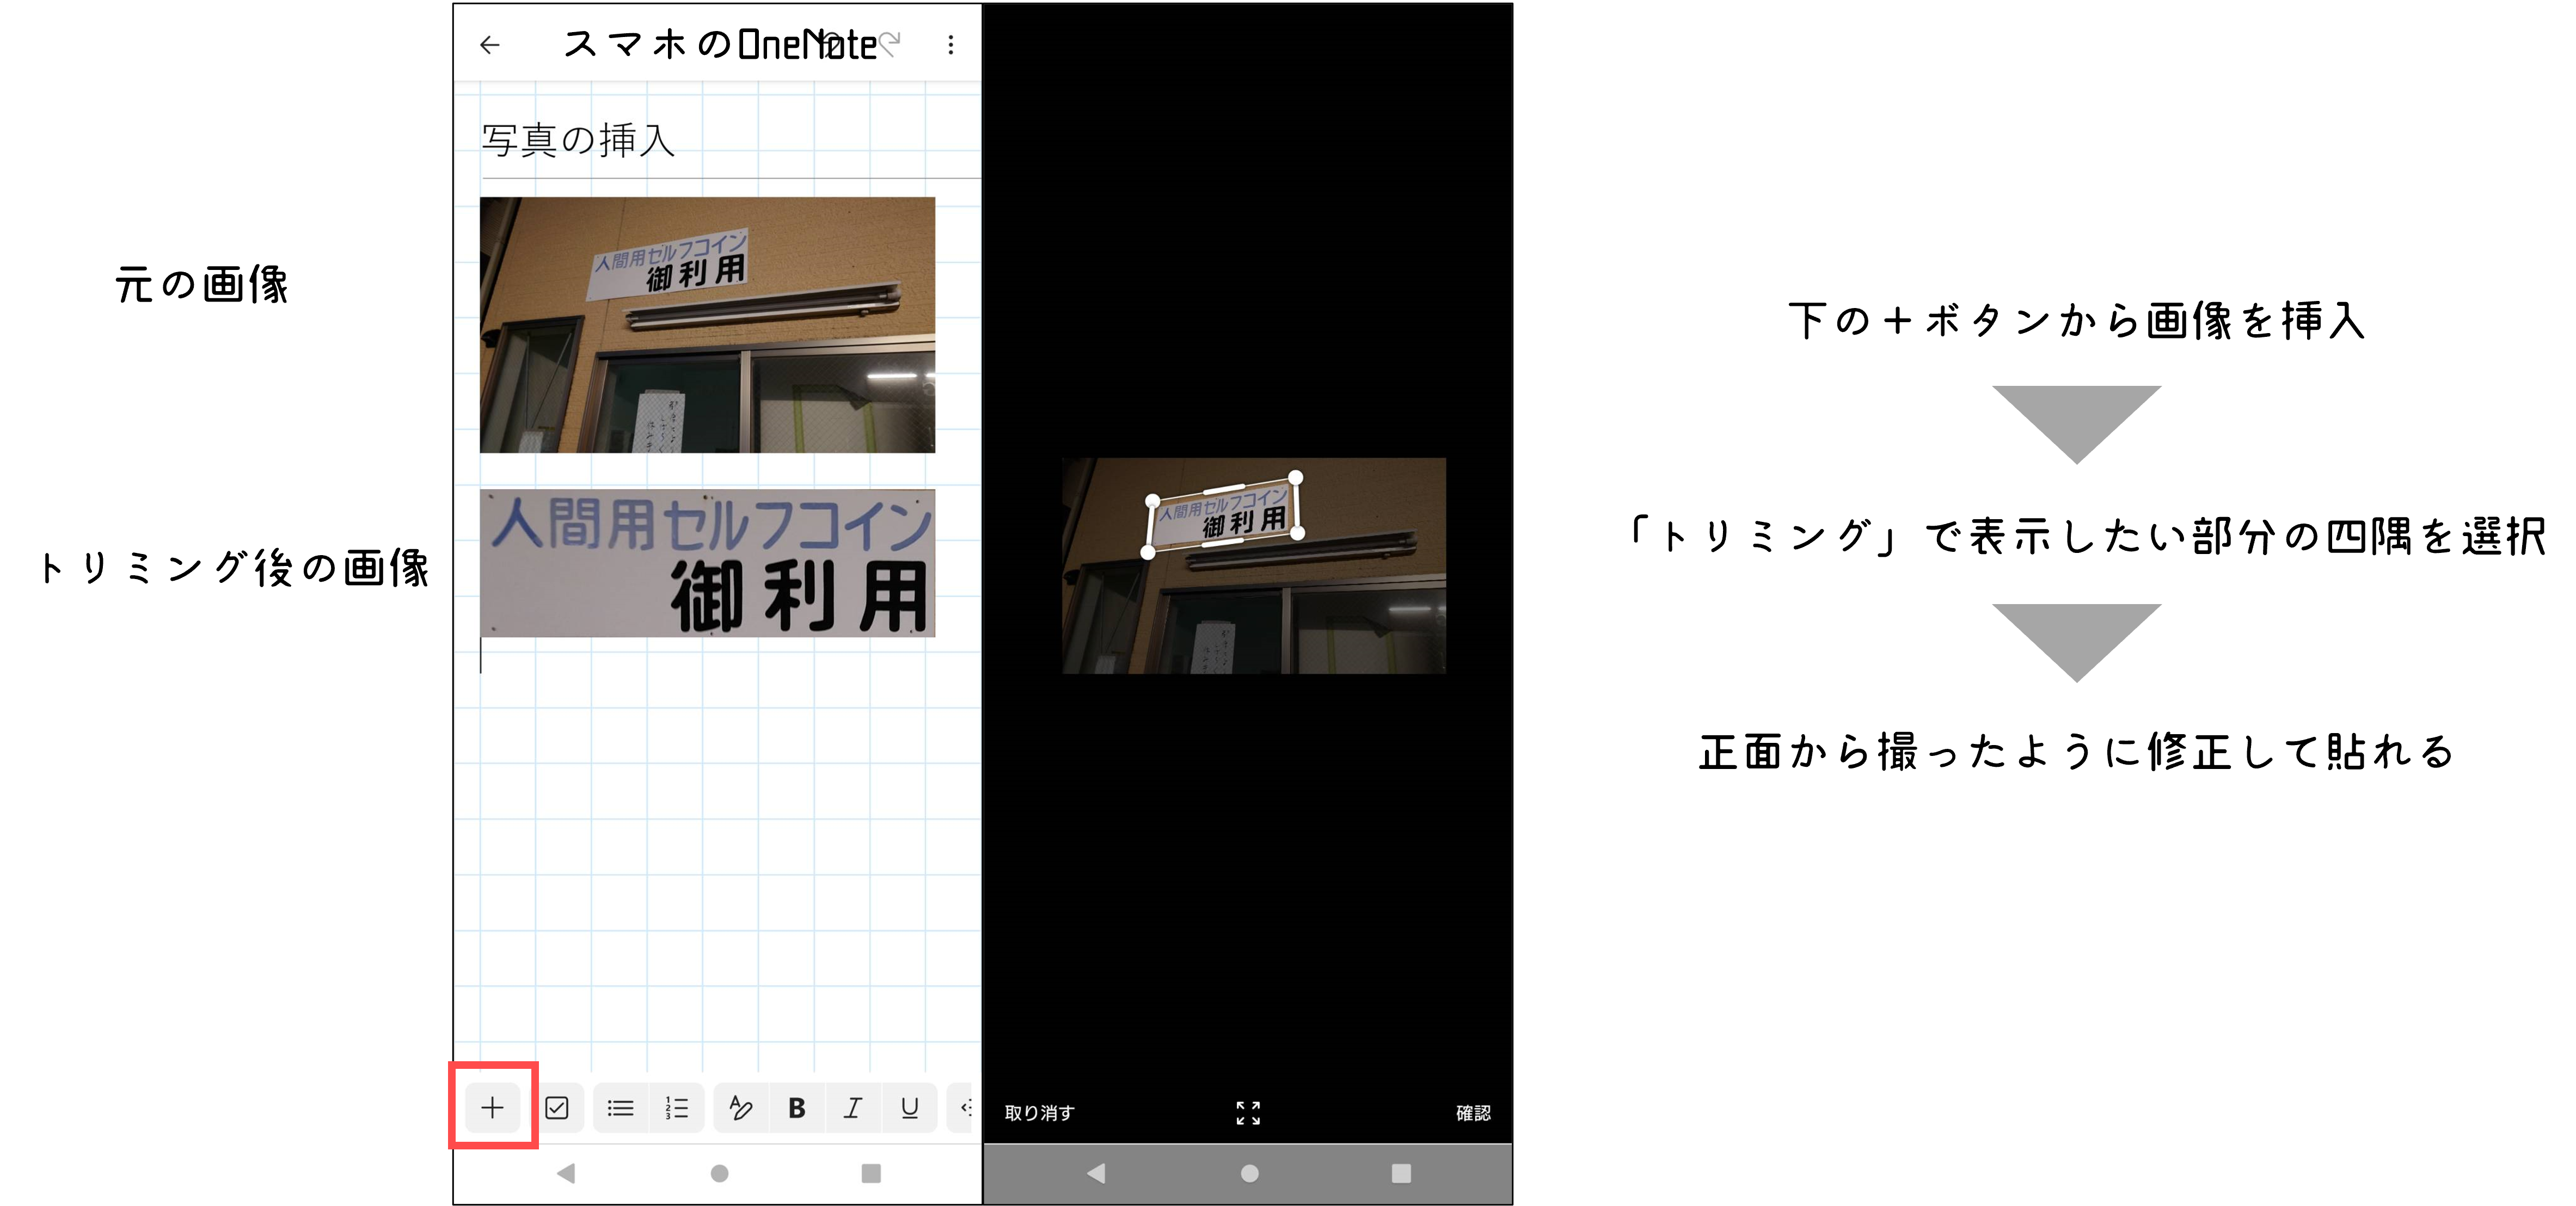 スマホのOneNote
写真の挿入
元の画像
人間用セルフコイン
御利用
トリミング後の画像
人間用セルフコイン
御利用
B I U
人間用セルフコイン
御利用
取り消す
確認
下の+ボタンから画像を挿入
「トリミング」で表示したい部分の四隅を選択
正面から撮ったように修正して貼れる